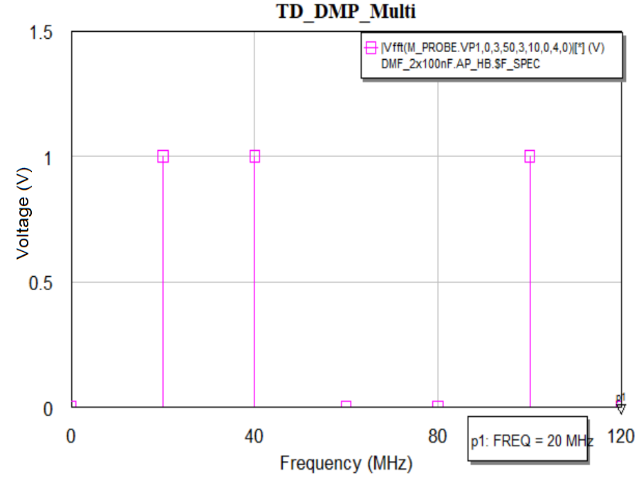 TD_DMP_Multi
|Vfft(M_PROBE.VP1,0,3,50,3,10,0,4,0)|[*] (V)
DMF_2x100nF.AP_HB.$F_SPEC
1.5
1
0.5
0
Voltage (V)
p1
0
40
80
120
p1: FREQ = 20 MHz
Frequency (MHz)